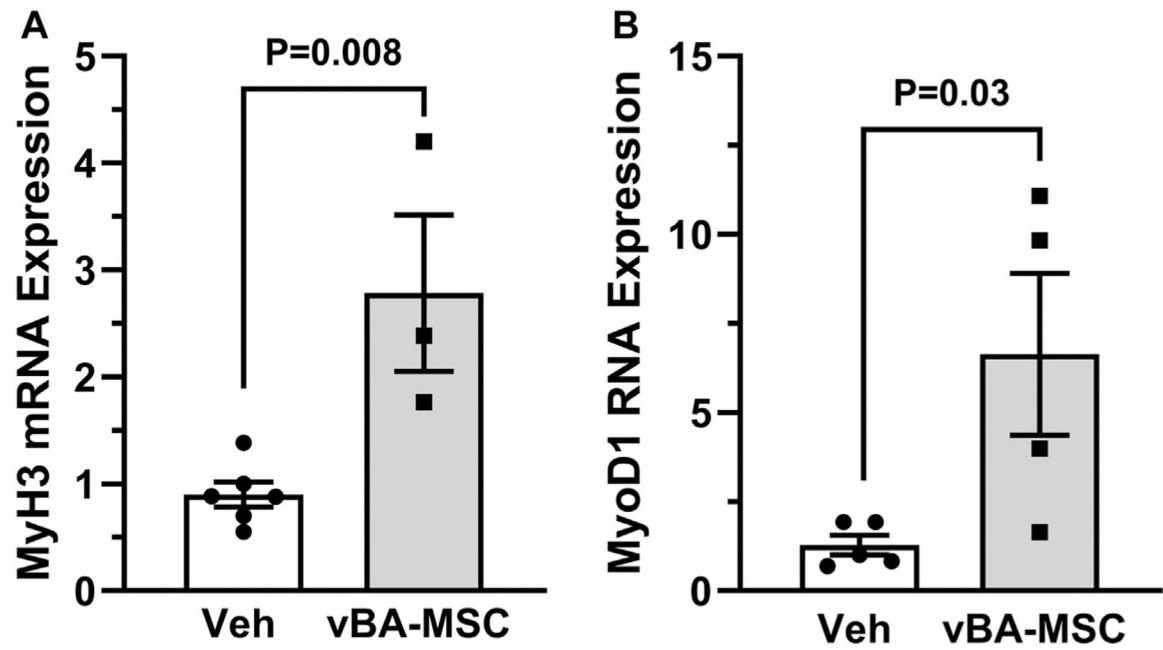 A
MyH3 mRNA Expression
P=0.008
5
4
3
2
1
0
Veh vBA-MSC
B
MyoD1 RNA Expression
P=0.03
15
10
5
0
Veh vBA-MSC